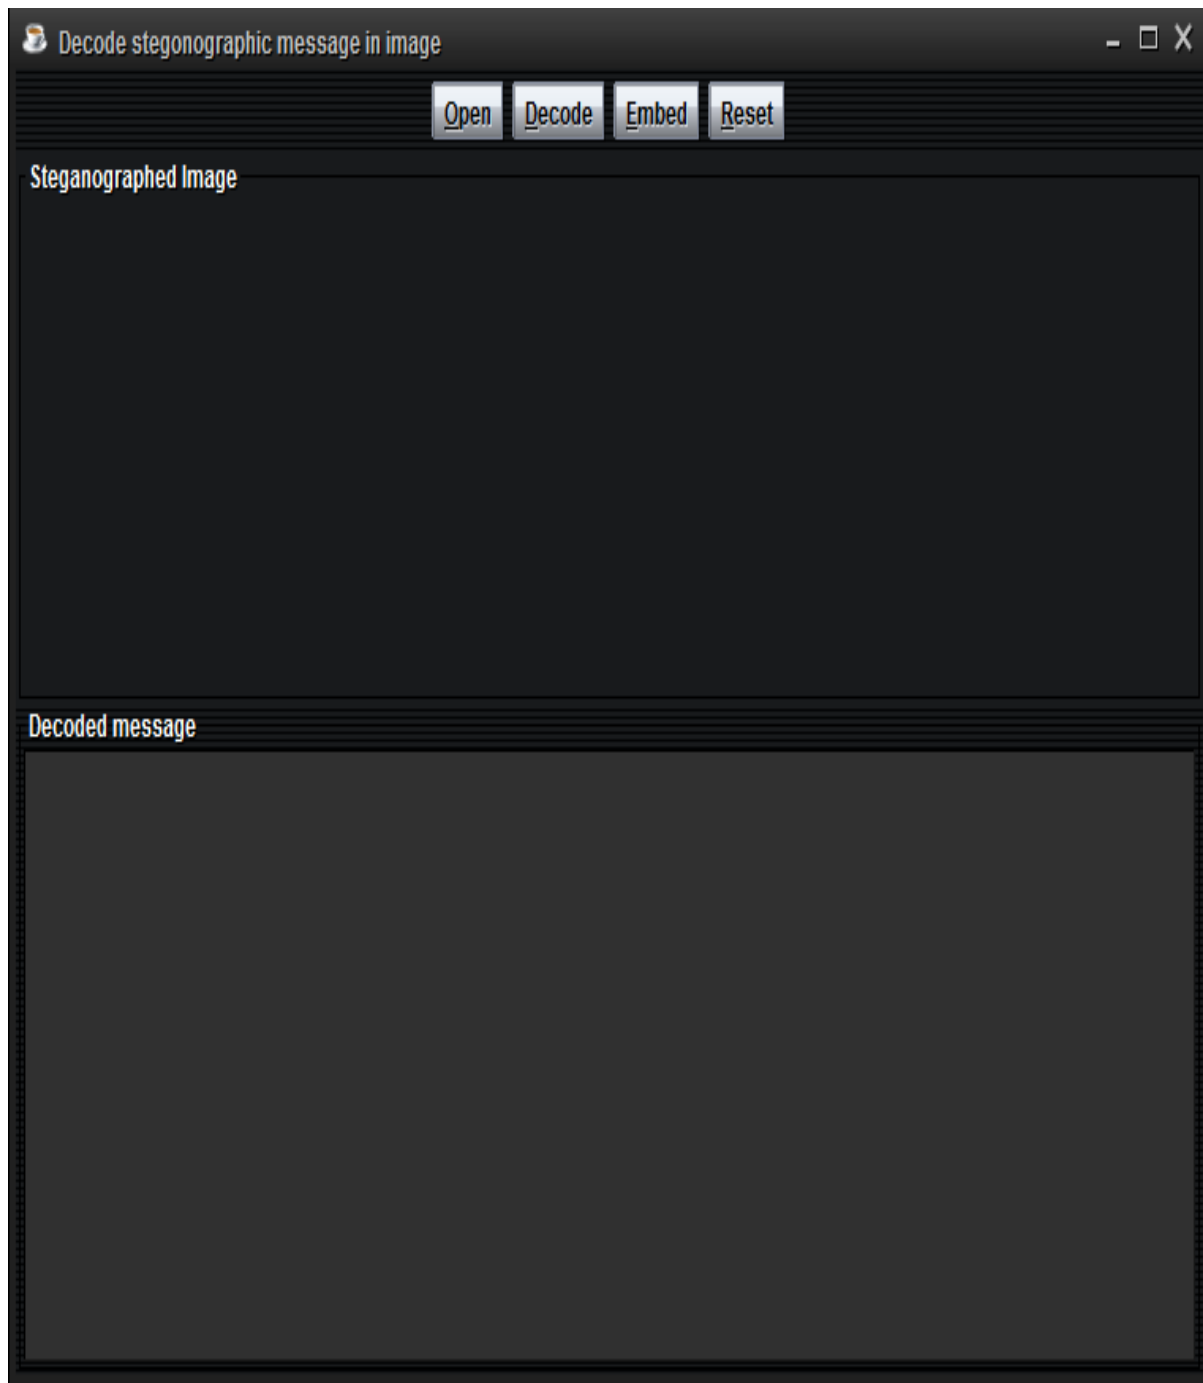 Decode stegonographic message in image
Open Decode Embed Reset
Steganographed Image
Decoded message